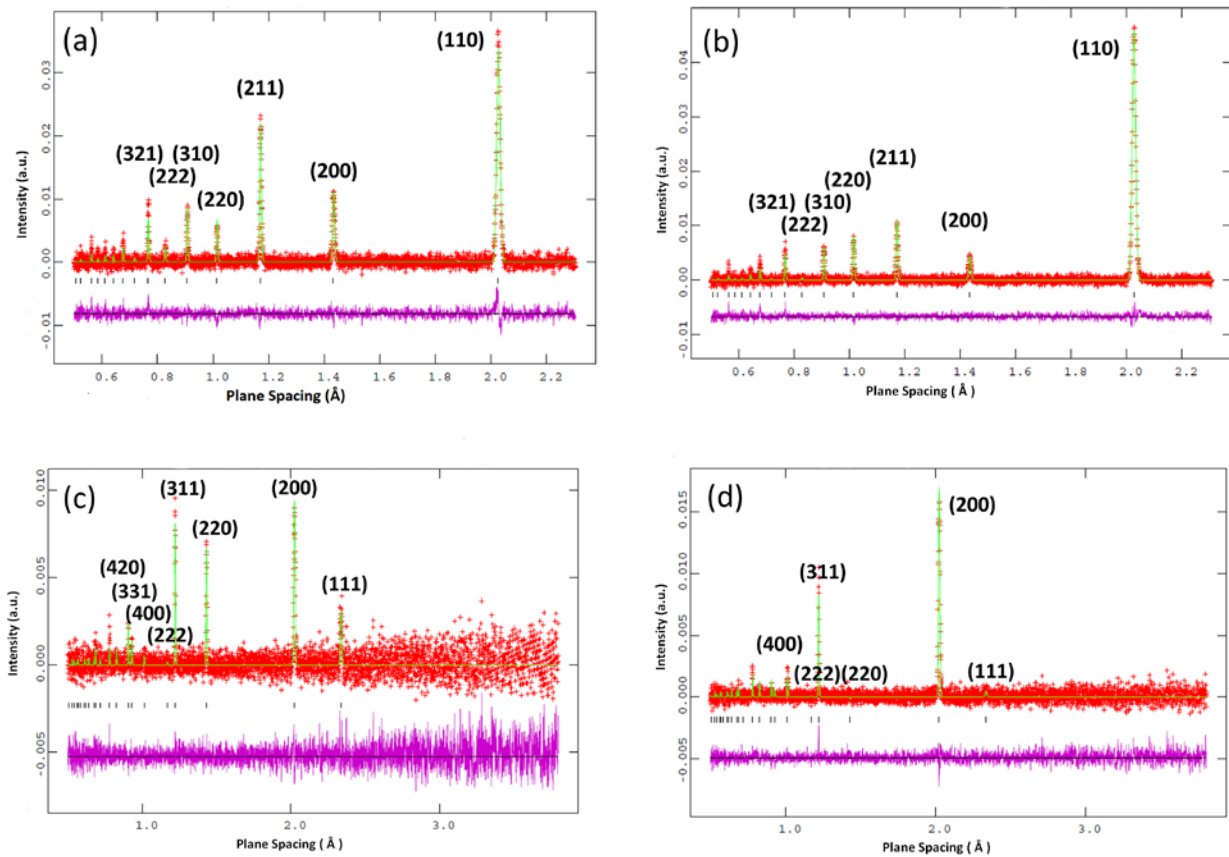 (a)
(110)
(211)
(321) (310)
(222)
(220)
(200)
Intensity (a.u.)
0.03
0.02
0.01
0.00
-0.01
0.6 0.8 1.0 1.2 1.4 1.6 1.8 2.0 2.2
Plane Spacing (Å)
(b)
(110)
(211)
(220)
(321) (310)
(222)
(200)
Intensity (a.u.)
0.04
0.03
0.02
0.01
0.00
-0.01
0.6 0.8 1.0 1.2 1.4 1.6 1.8 2.0 2.2
Plane Spacing ( Å )
(c)
(311)
(200)
(220)
(420)
(331)
(400)
(222)
(111)
Intensity (a.u.)
0.010
0.005
0.000
-0.005
1.0 2.0 3.0
Plane Spacing ( Å )
(d)
(200)
(311)
(400)
(222)(220)
(111)
Intensity (a.u.)
0.015
0.010
0.005
0.000
-0.005
1.0 2.0 3.0
Plane Spacing ( Å )